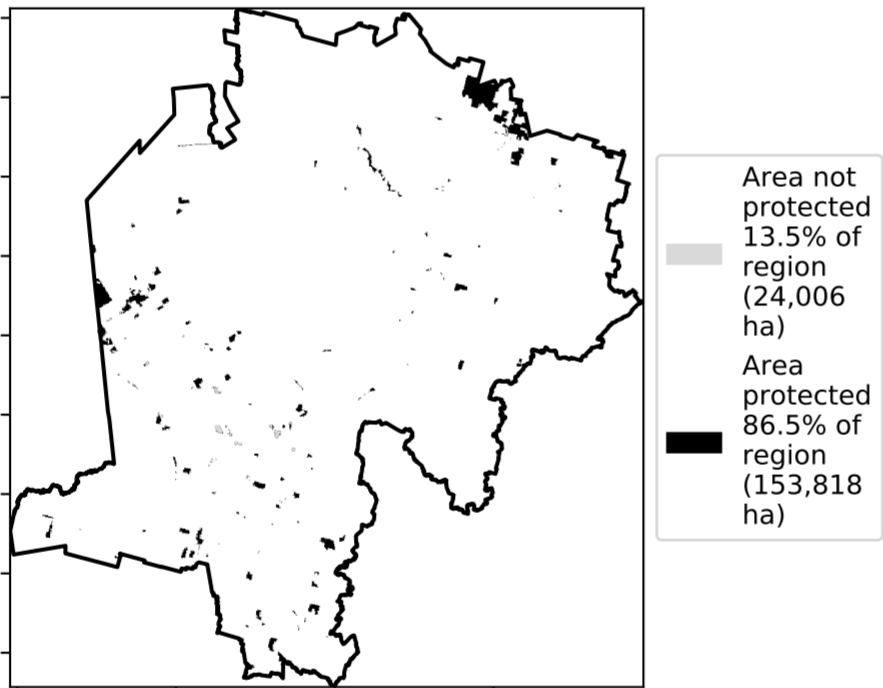 Area not
protected
13.5% of
region
(24,006
ha)
Area
protected
86.5% of
region
(153,818
ha)